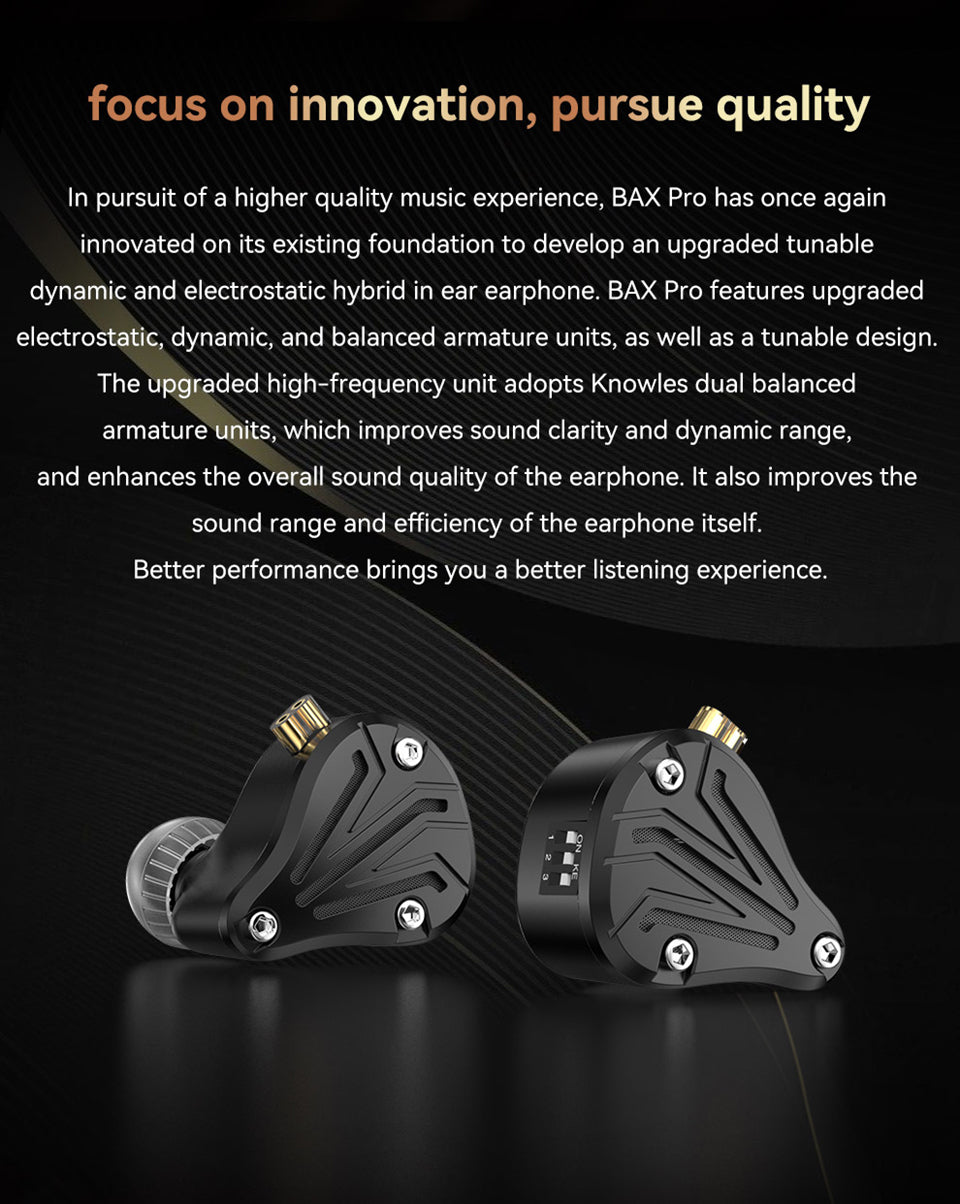 focus on innovation, pursue quality
In pursuit of a higher quality music experience, BAX Pro has once again
innovated on its existing foundation to develop an upgraded tunable
dynamic and electrostatic hybrid in ear earphone. BAX Pro features upgraded
electrostatic, dynamic, and balanced armature units, as well as a tunable design.
The upgraded high-frequency unit adopts Knowles dual balanced
armature units, which improves sound clarity and dynamic range,
and enhances the overall sound quality of the earphone. It also improves the
sound range and efficiency of the earphone itself.
Better performance brings you a better listening experience.
ON KE
1 2 3